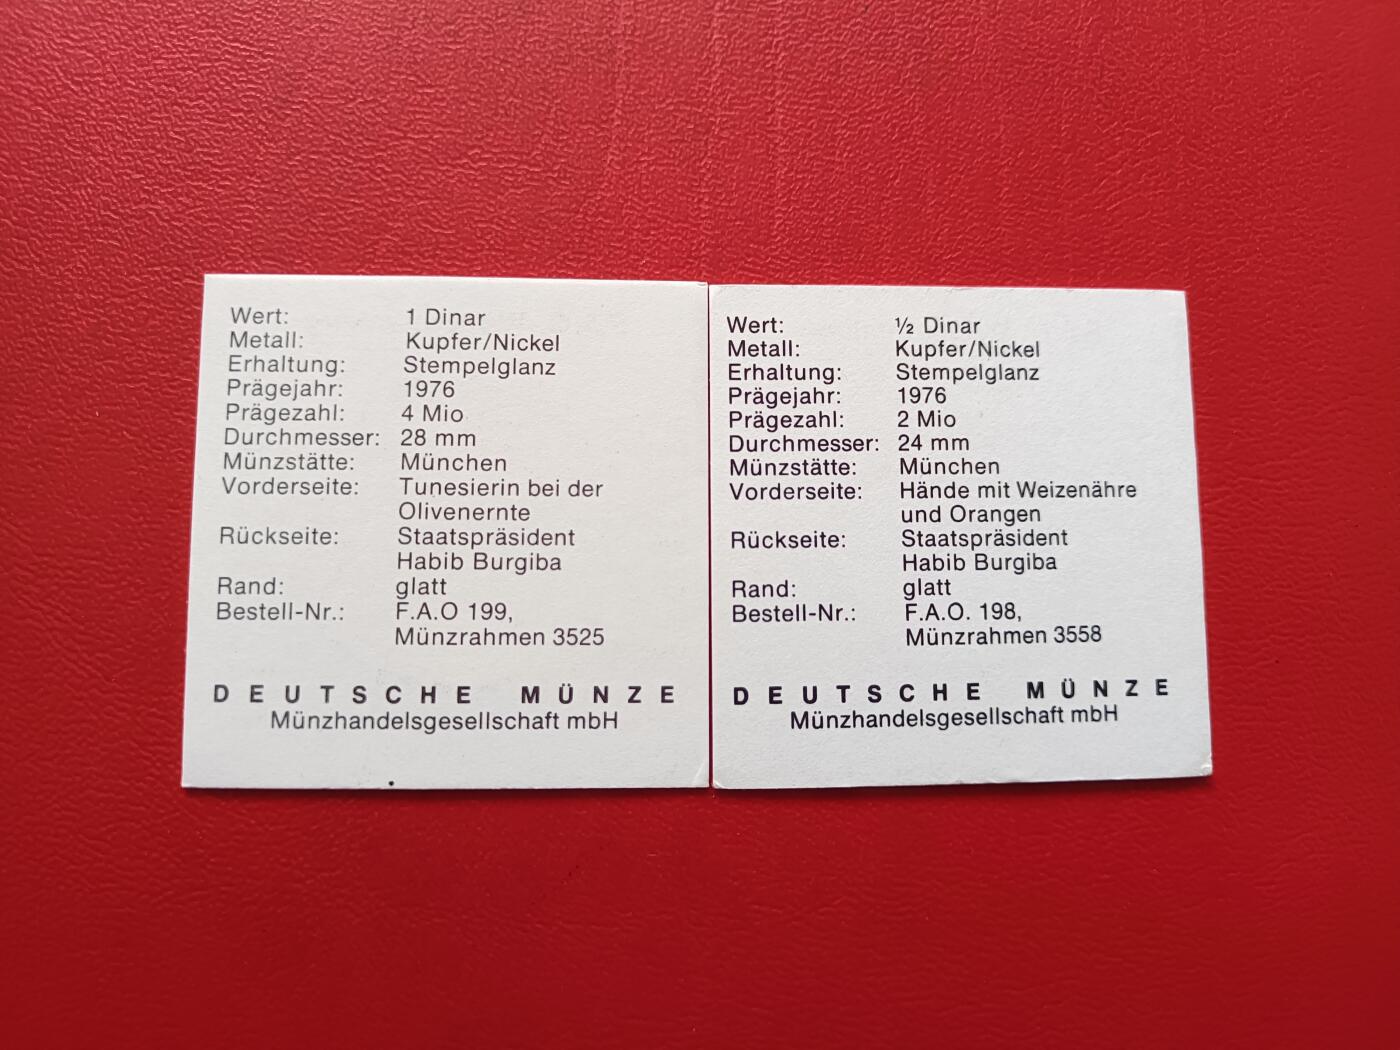 Wert: 1 Dinar
Metall: Kupfer/Nickel
Erhaltung: Stempelglanz
Prägejahr: 1976
Prägezahl: 4 Mio
Durchmesser: 28 mm
Münzstätte: München
Vorderseite: Tunesierin bei der
Olivenernte
Rückseite: Staatspräsident
Habib Burgiba
Rand: glatt
Bestell-Nr.: F.A.O 199,
Münzrahmen 3525
DEUTSCHE MÜNZE
Münzhandelsgesellschaft mbH
Wert: ½ Dinar
Metall: Kupfer/Nickel
Erhaltung: Stempelglanz
Prägejahr: 1976
Prägezahl: 2 Mio
Durchmesser: 24 mm
Münzstätte: München
Vorderseite: Hände mit Weizenähre
und Orangen
Rückseite: Staatspräsident
Habib Burgiba
Rand: glatt
Bestell-Nr.: F.A.O. 198,
Münzrahmen 3558
DEUTSCHE MÜNZE
Münzhandelsgesellschaft mbH